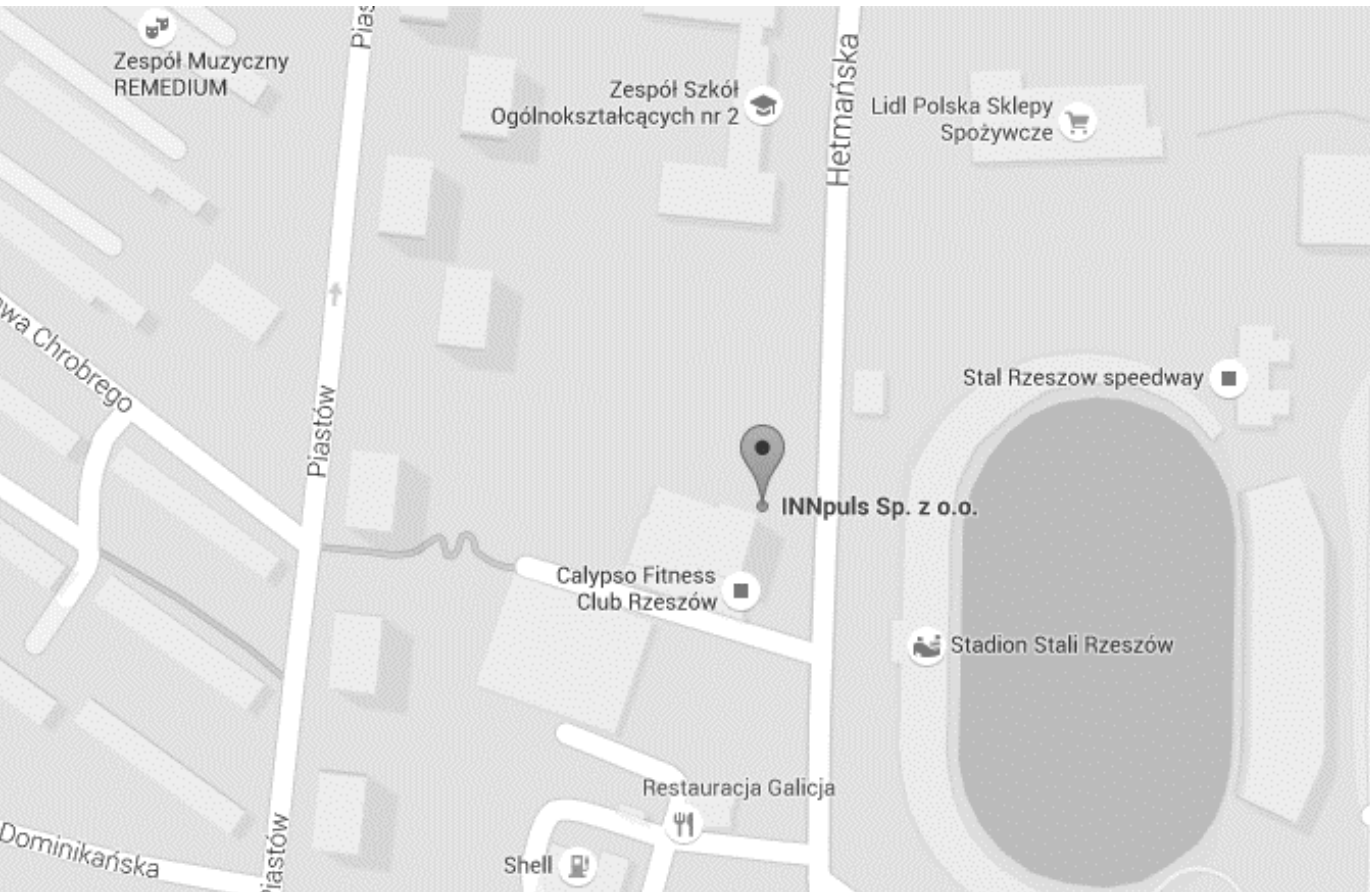 Pias
Zespół Muzyczny
REMEDIUM
Zespół Szkół
Ogólnokształcących nr 2
Hetmańska
Lidl Polska Sklepy
Spożywcze
wa Chrobrego
Piastów
Stal Rzeszow speedway
INNpuls Sp. z o.o.
Calypso Fitness
Club Rzeszów
Stadion Stali Rzeszów
Restauracja Galicja
Shell
Dominikańska
Piastów